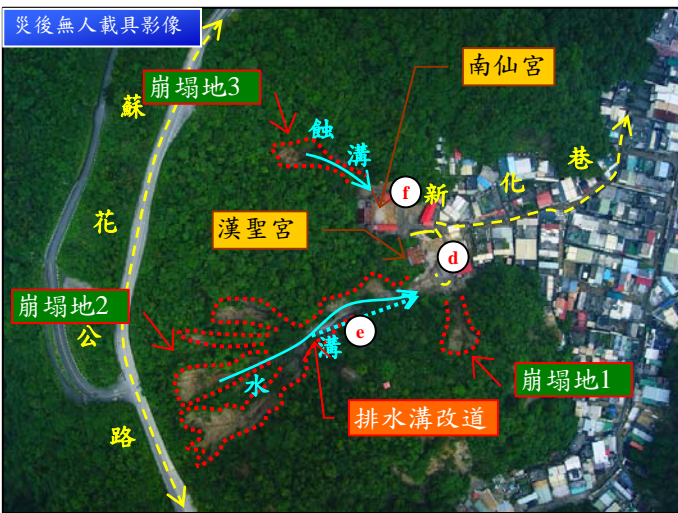 災後無人載具影像
南仙宮
崩塌地3
蘇花公路
蝕溝
f
新化巷
漢聖宮
d
崩塌地2
e
水溝
崩塌地1
排水溝改道